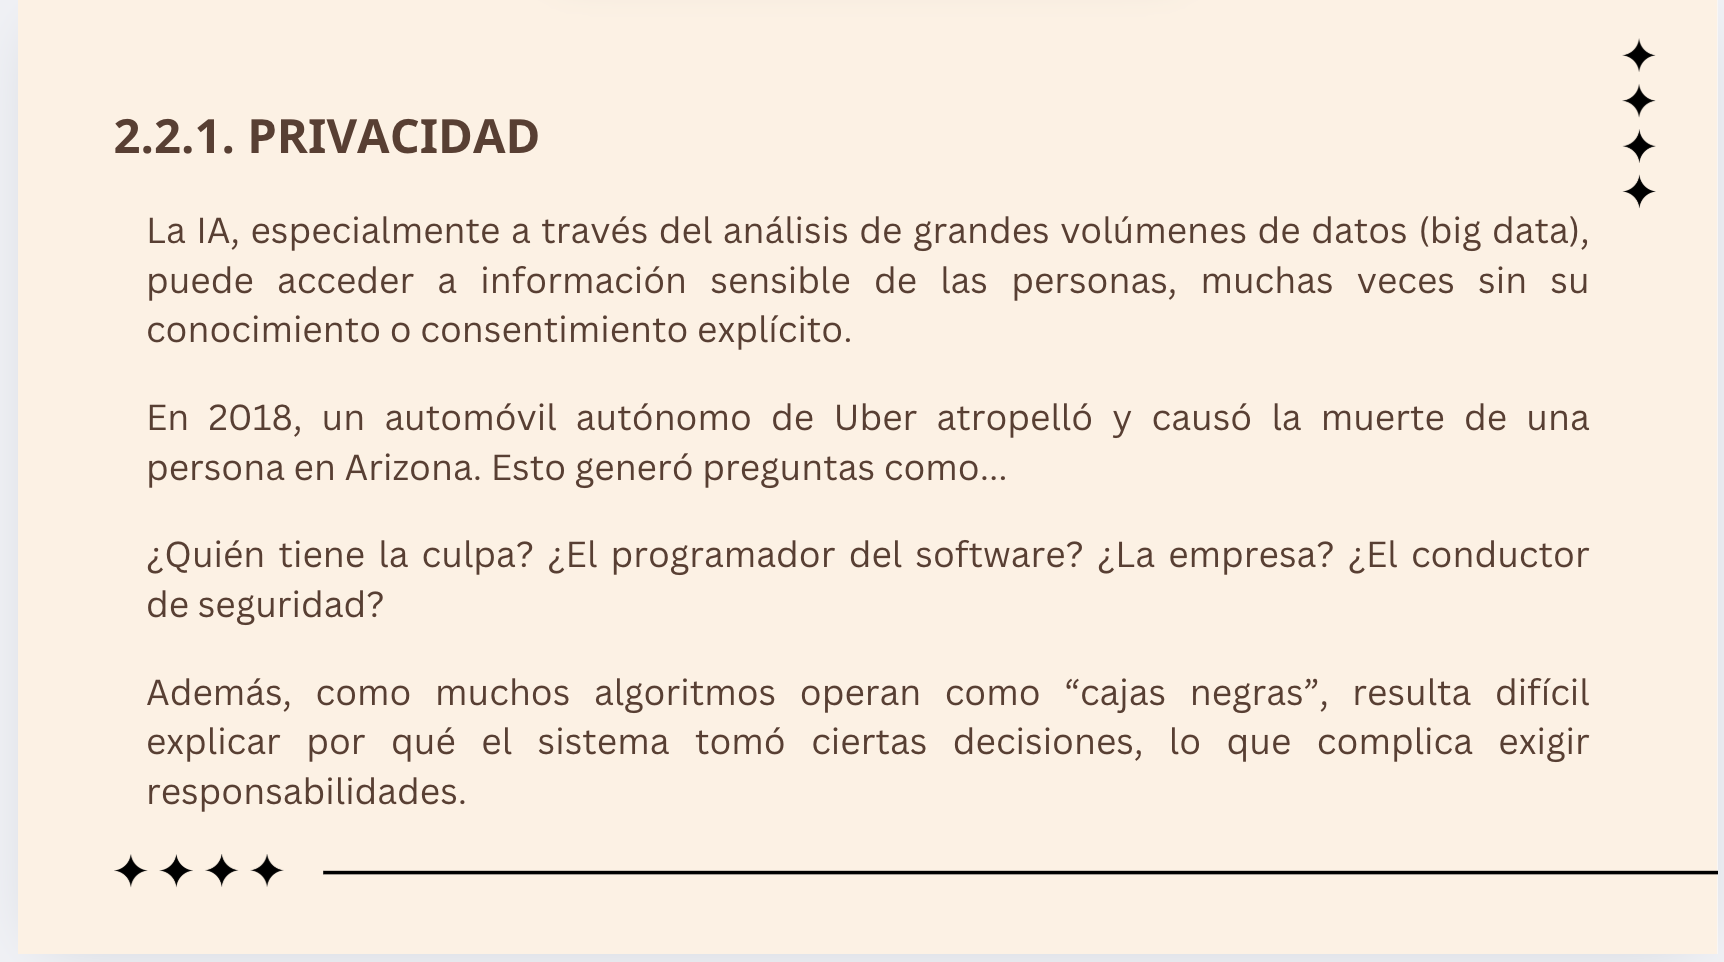 2.2.1. PRIVACIDAD
La IA, especialmente a través del análisis de grandes volúmenes de datos (big data),
puede acceder a información sensible de las personas, muchas veces sin su
conocimiento o consentimiento explícito.
En 2018, un automóvil autónomo de Uber atropelló y causó la muerte de una
persona en Arizona. Esto generó preguntas como...
¿Quién tiene la culpa? ¿El programador del software? ¿La empresa? ¿El conductor
de seguridad?
Además, como muchos algoritmos operan como “cajas negras”, resulta difícil
explicar por qué el sistema tomó ciertas decisiones, lo que complica exigir
responsabilidades.